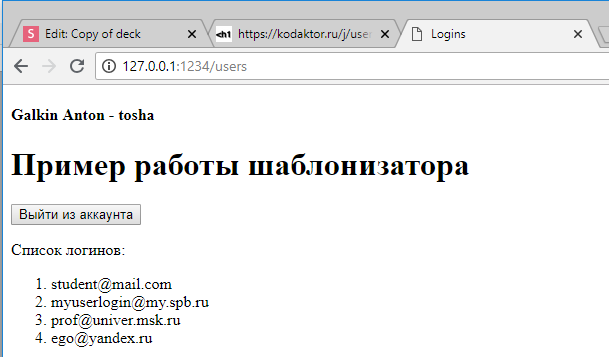 Edit: Copy of deck
<h1 https://kodaktor.ru/j/user
Logins
127.0.0.1:1234/users
Galkin Anton - tosha
Пример работы шаблонизатора
Выйти из аккаунта
Список логинов:
1. student@mail.com
2. myuserlogin@my.spb.ru
3. prof@univer.msk.ru
4. ego@yandex.ru